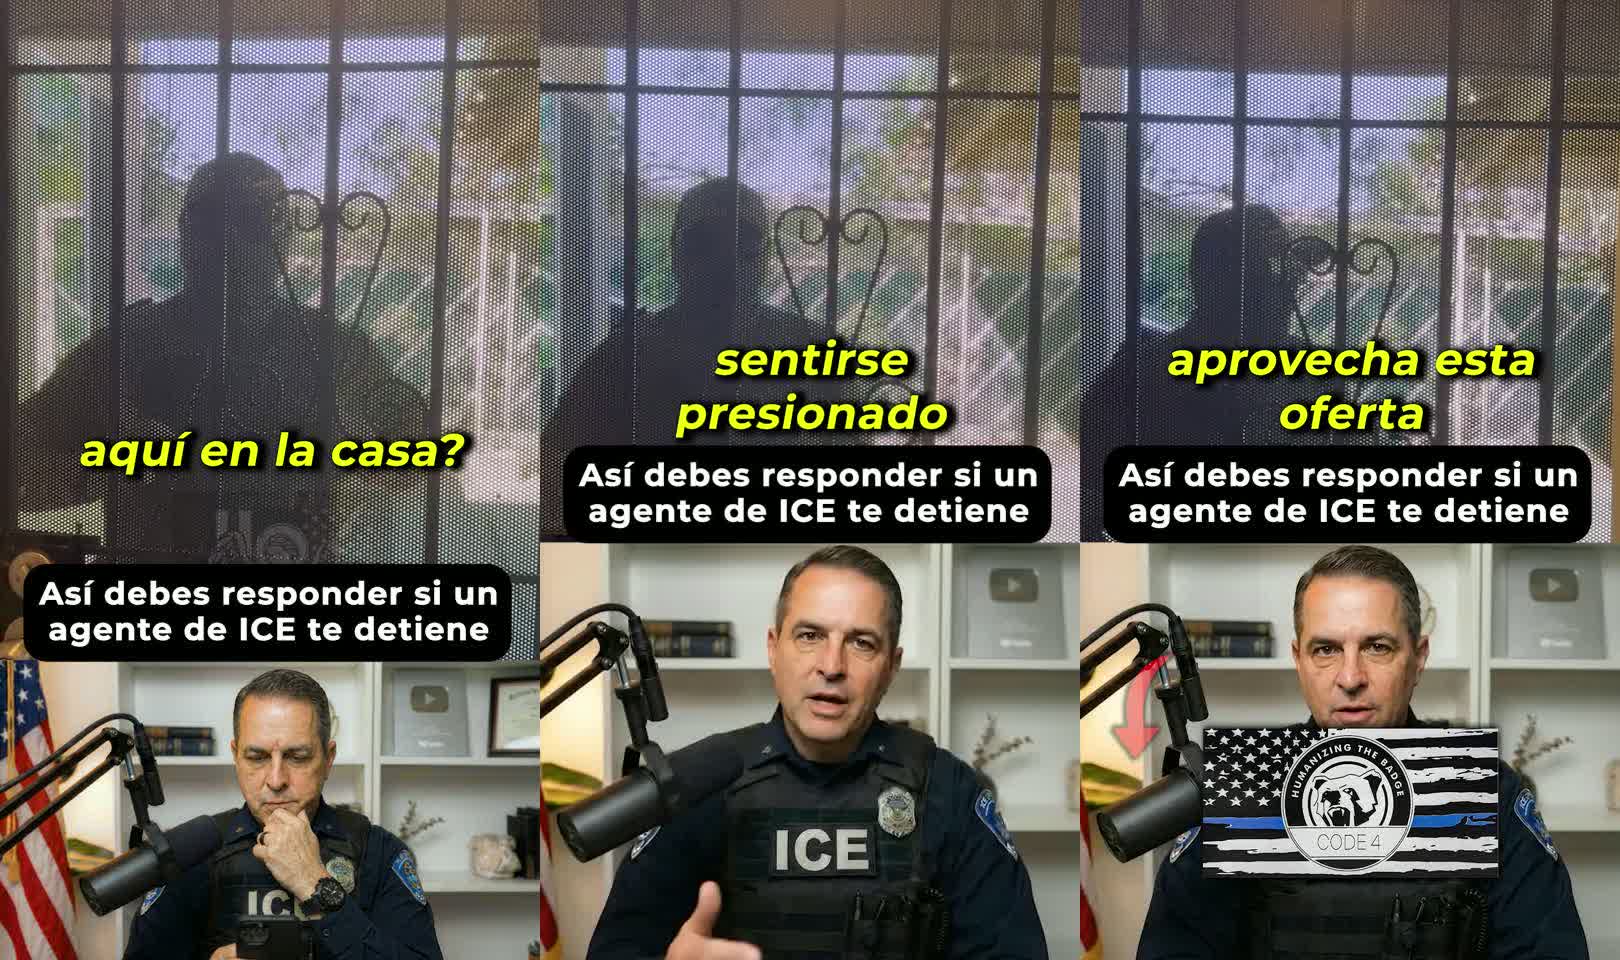 aquí en la casa?
Así debes responder si un
agente de ICE te detiene
ICE
sentirse
presionado
Así debes responder si un
agente de ICE te detiene
ICE
aprovecha esta
oferta
Así debes responder si un
agente de ICE te detiene
HUMANIZING THE BADGE
CODE 4